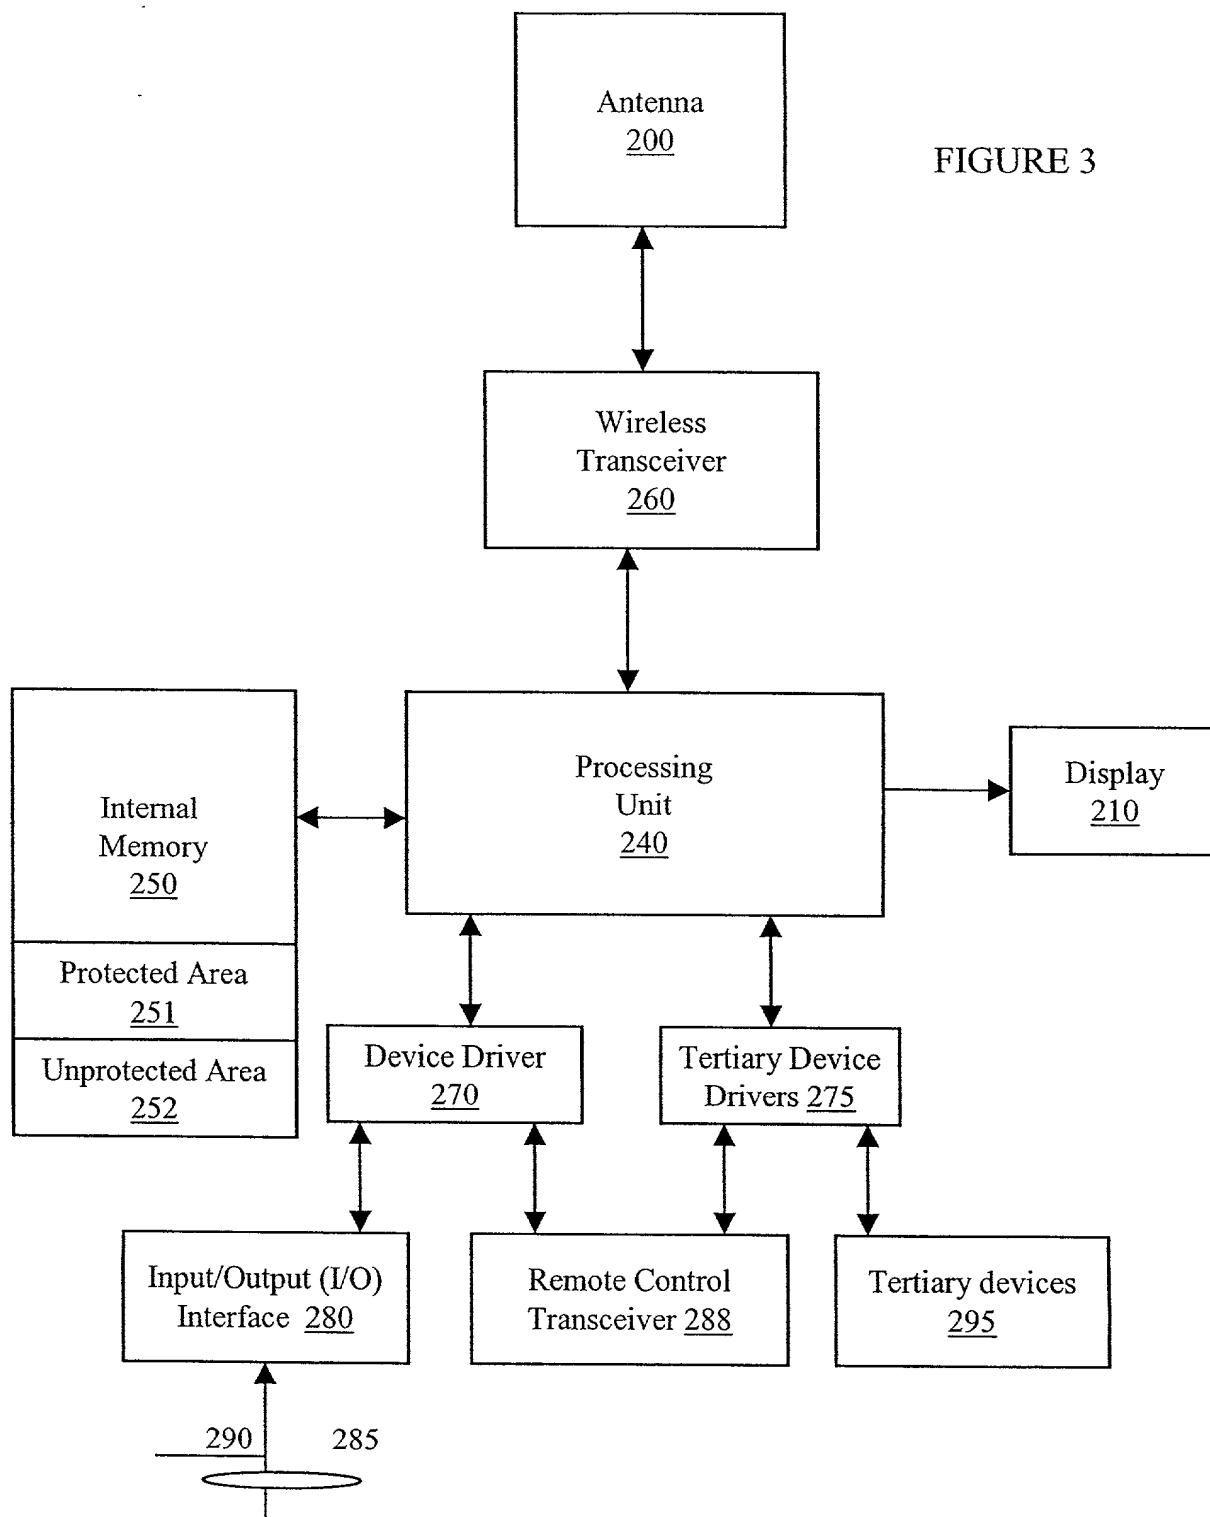 Antenna
200
FIGURE 3
Wireless
Transceiver
260
Processing
Unit
240
Display
210
Internal
Memory
250
Protected Area
251
Unprotected Area
252
Device Driver
270
Tertiary Device
Drivers 275
Input/Output (I/O)
Interface 280
Remote Control
Transceiver 288
Tertiary devices
295
290
285